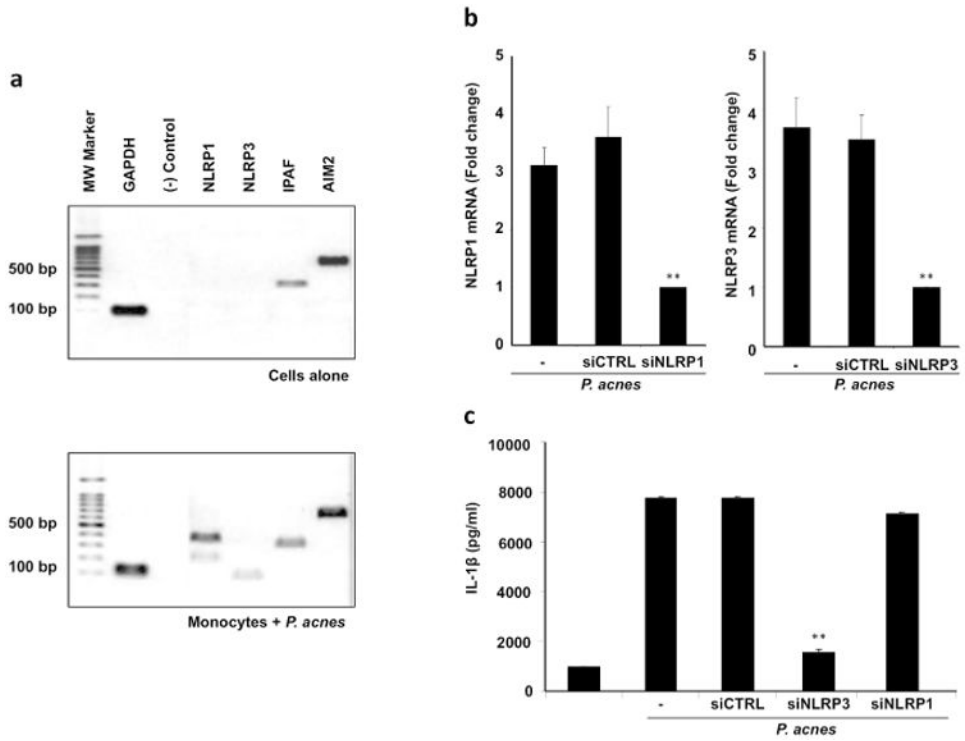 a
MW Marker
GAPDH
(-) Control
NLRP1
NLRP3
IPAF
AIM2
500 bp
100 bp
Cells alone
500 bp
100 bp
Monocytes + P. acnes
b
NLRP1 mRNA (Fold change)
5
4
3
2
1
0
**
- siCTRL siNLRP1
P. acnes
NLRP3 mRNA (Fold change)
5
4
3
2
1
0
**
- siCTRL siNLRP3
P. acnes
c
IL-1β (pg/ml)
10000
8000
6000
4000
2000
0
**
- siCTRL siNLRP3 siNLRP1
P. acnes